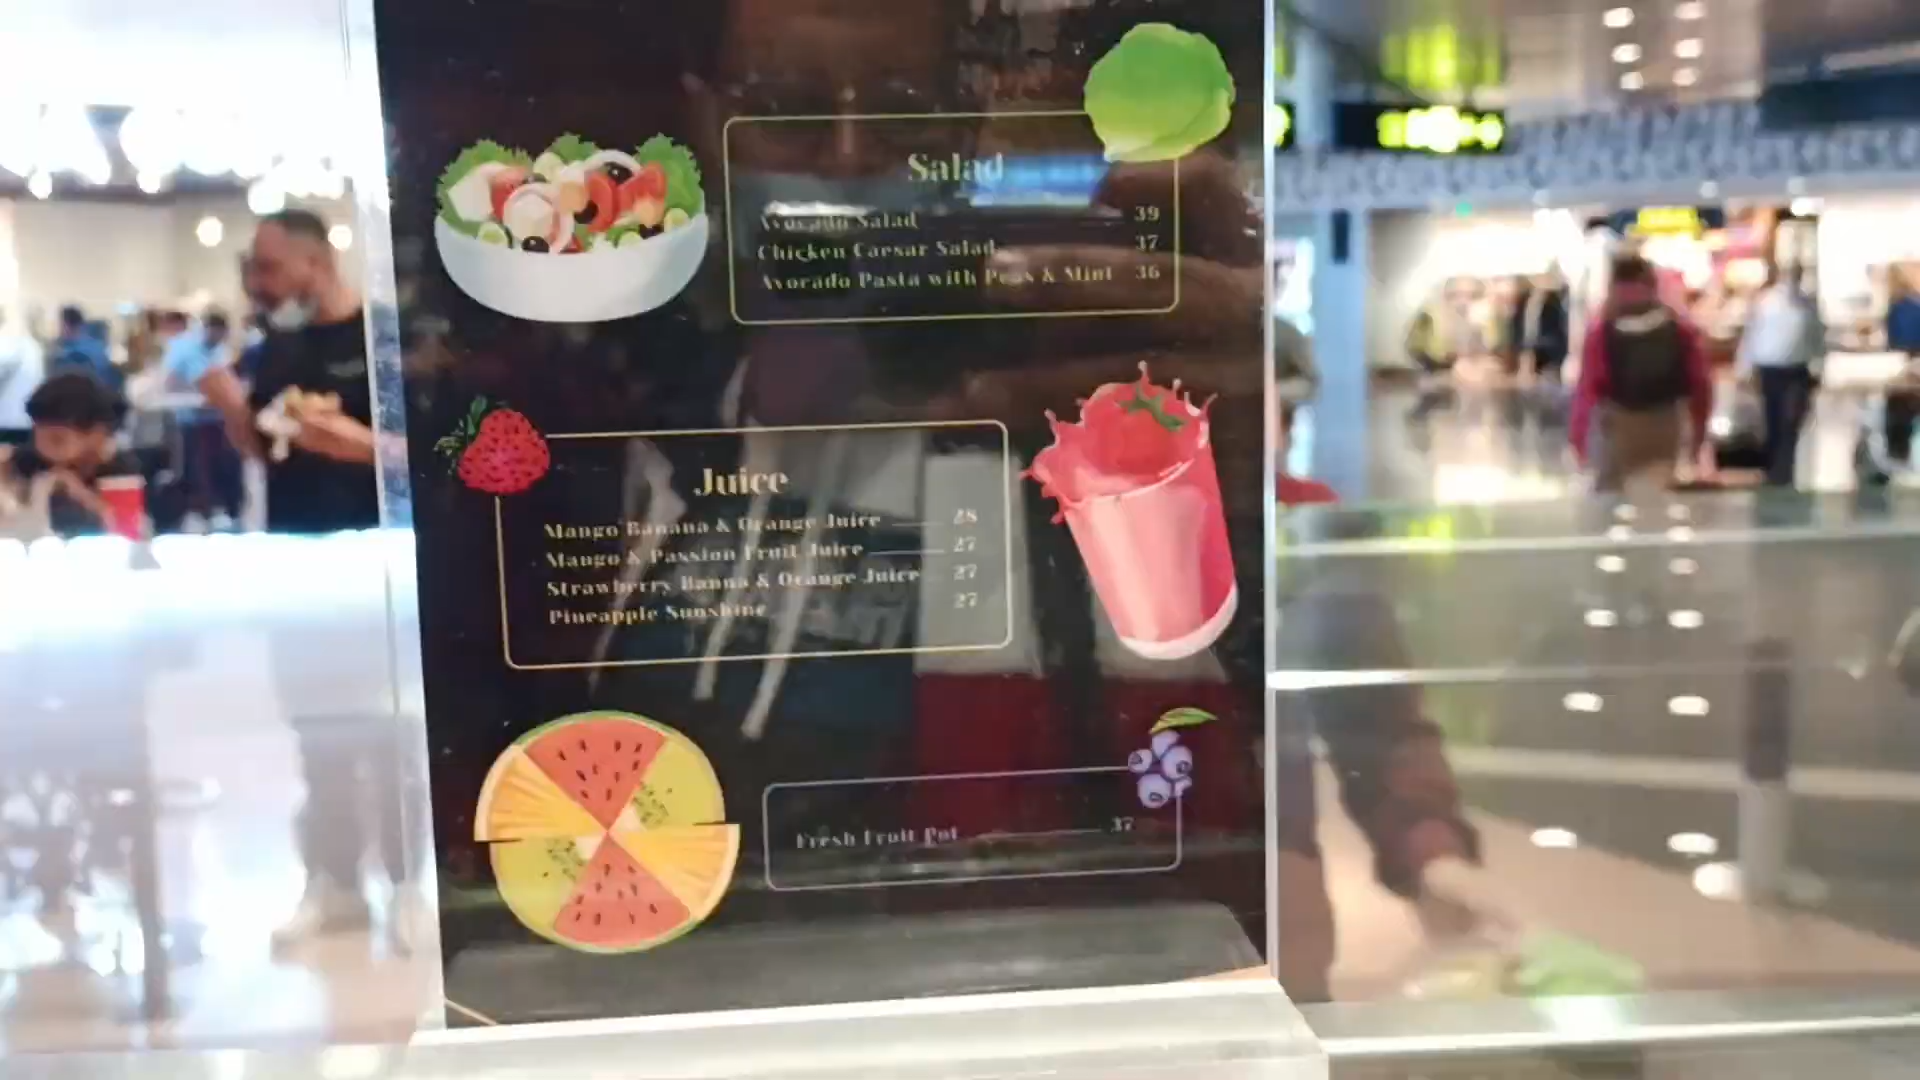 Salad
Avocado Salad 39
Chicken Caesar Salad 37
Avocado Pasta with Peas & Mint 36
Juice
Mango Banana & Orange Juice 28
Mango & Passion Fruit Juice 27
Strawberry Banna & Orange Juice 27
Pineapple Sunshine 27
Fresh Fruit Pot 37